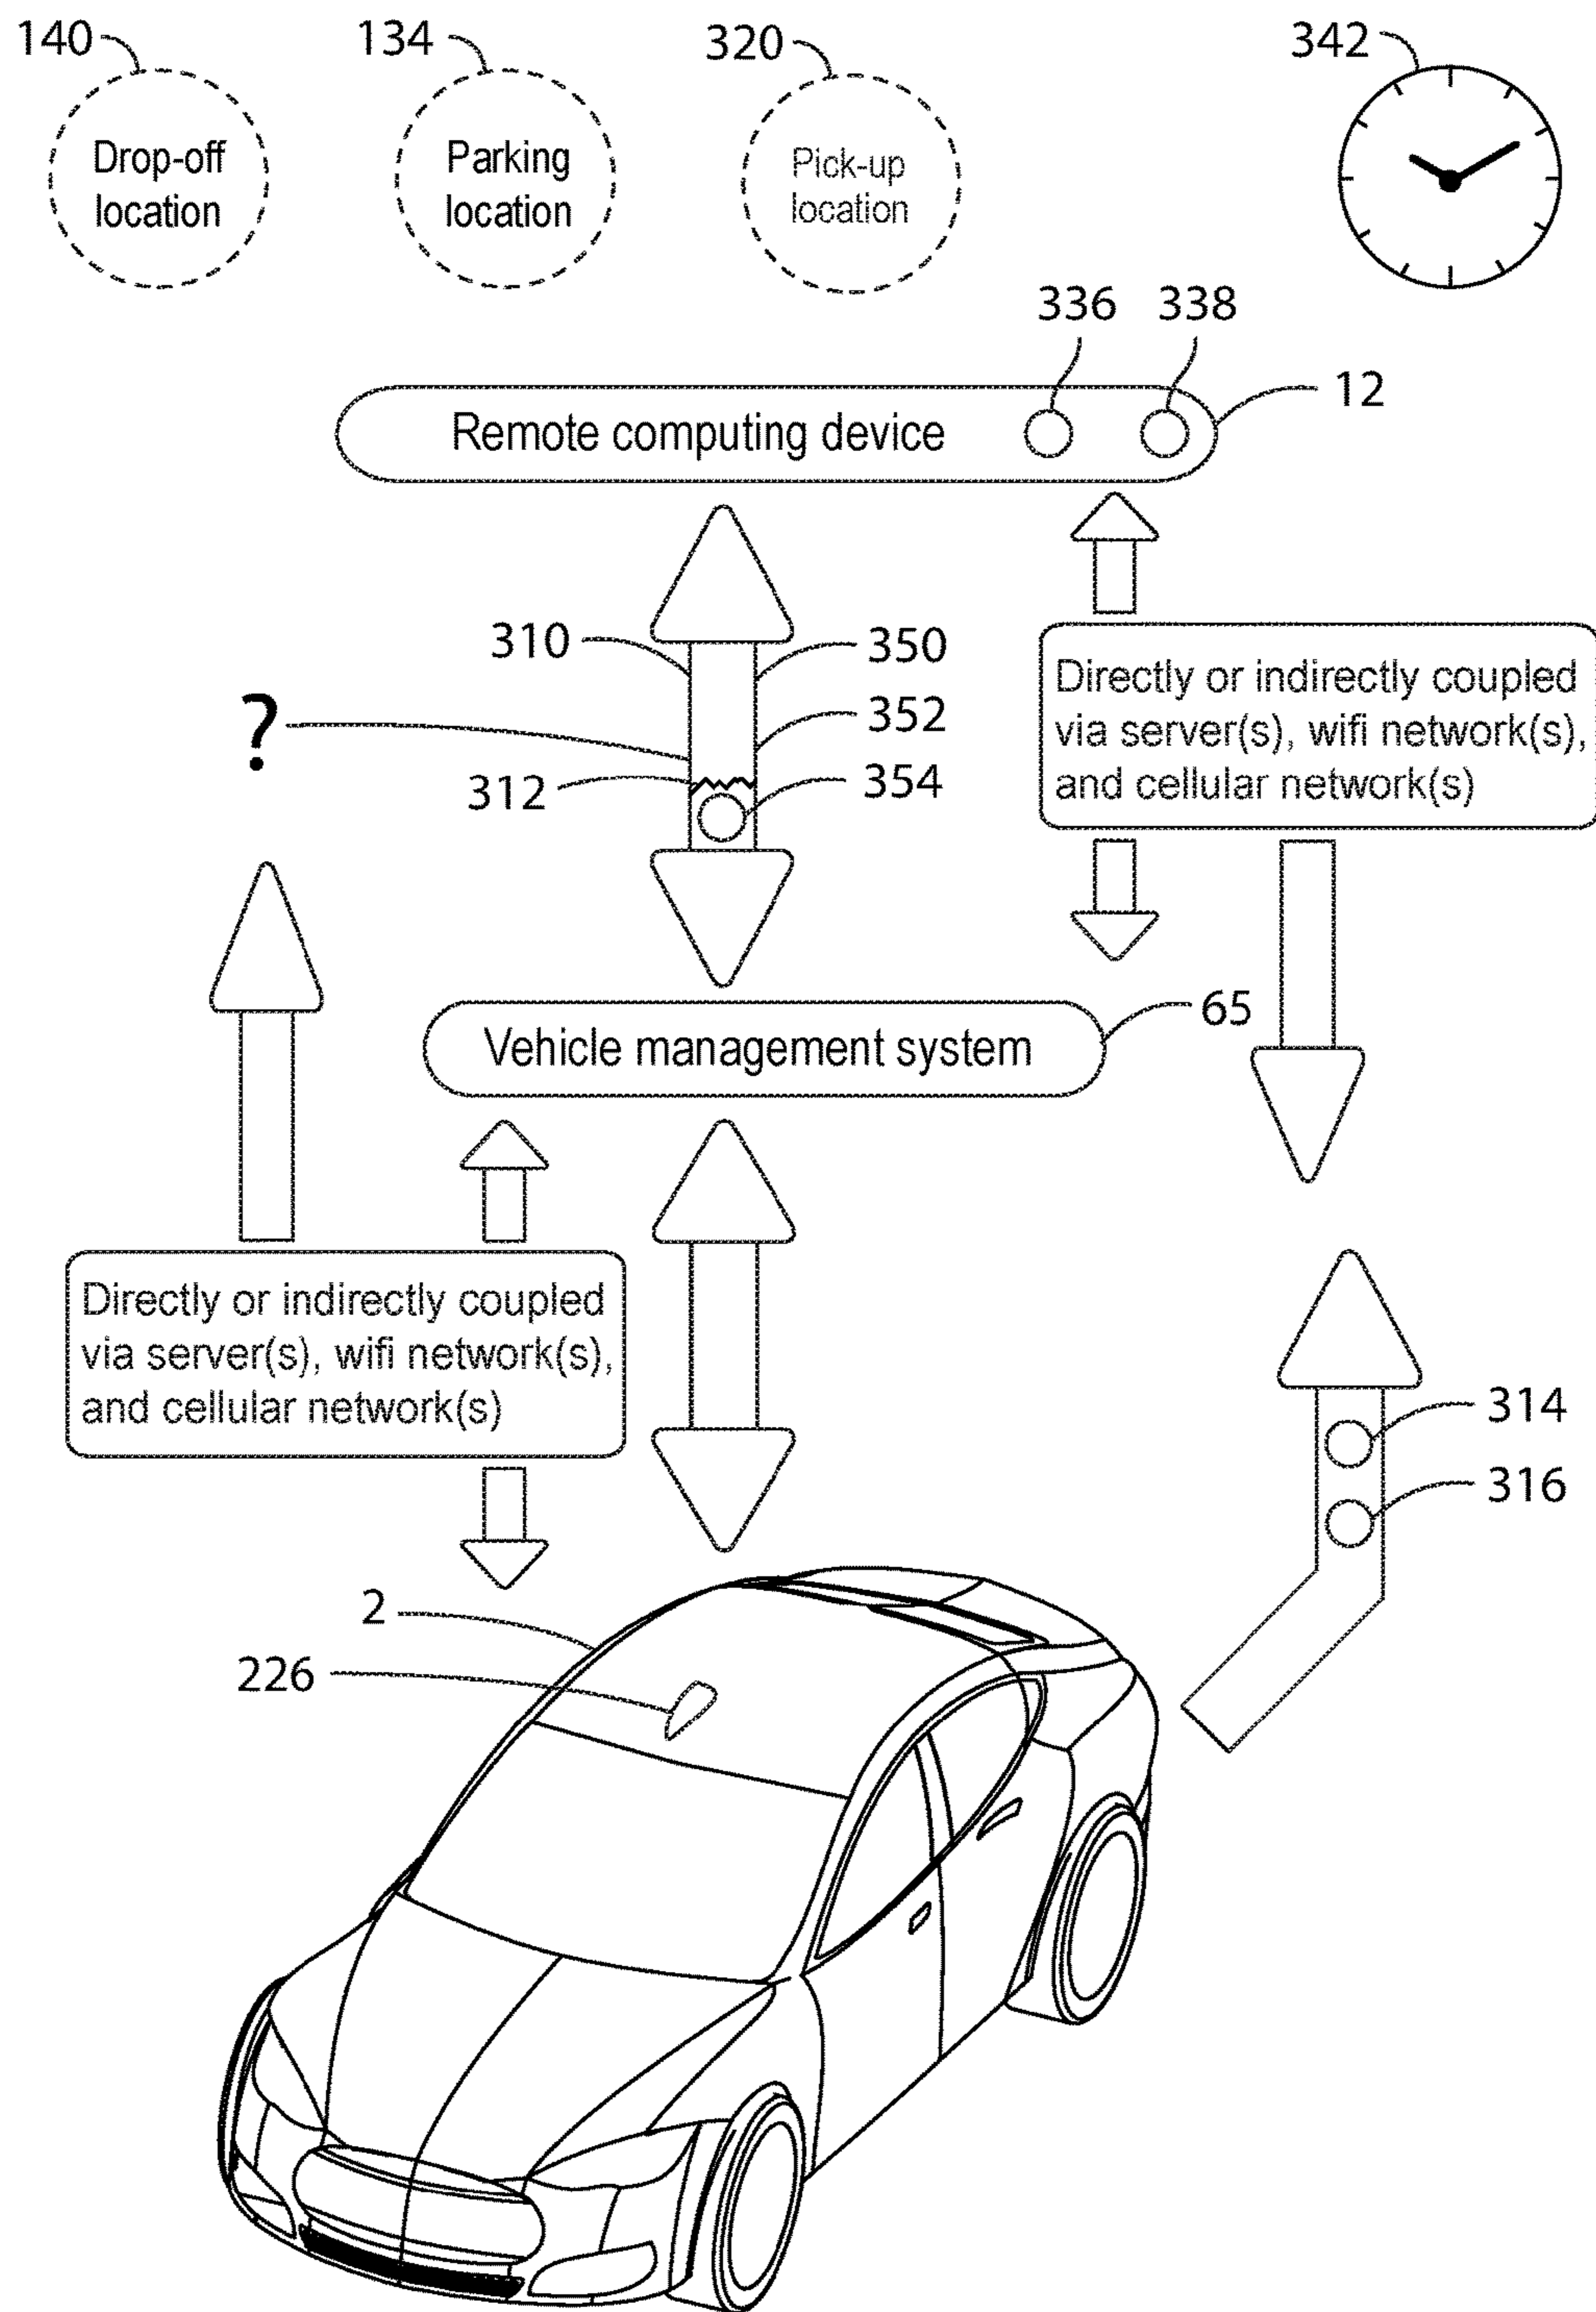 140
134
320
342
Drop-off
location
Parking
location
Pick-up
location
336
338
12
Remote computing device
310
350
?
352
312
354
Directly or indirectly coupled
via server(s), wifi network(s),
and cellular network(s)
65
Vehicle management system
Directly or indirectly coupled
via server(s), wifi network(s),
and cellular network(s)
314
316
2
226